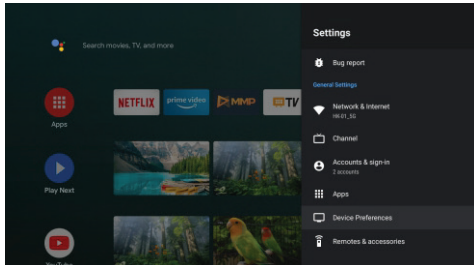 Search movies, TV, and more
Apps
NETFLIX
prime video
MMP
TV
Play Next
YouTube
Settings
Bug report
General Settings
Network & Internet
HK-01_5G
Channel
Accounts & sign-in
2 accounts
Apps
Device Preferences
Remotes & accessories